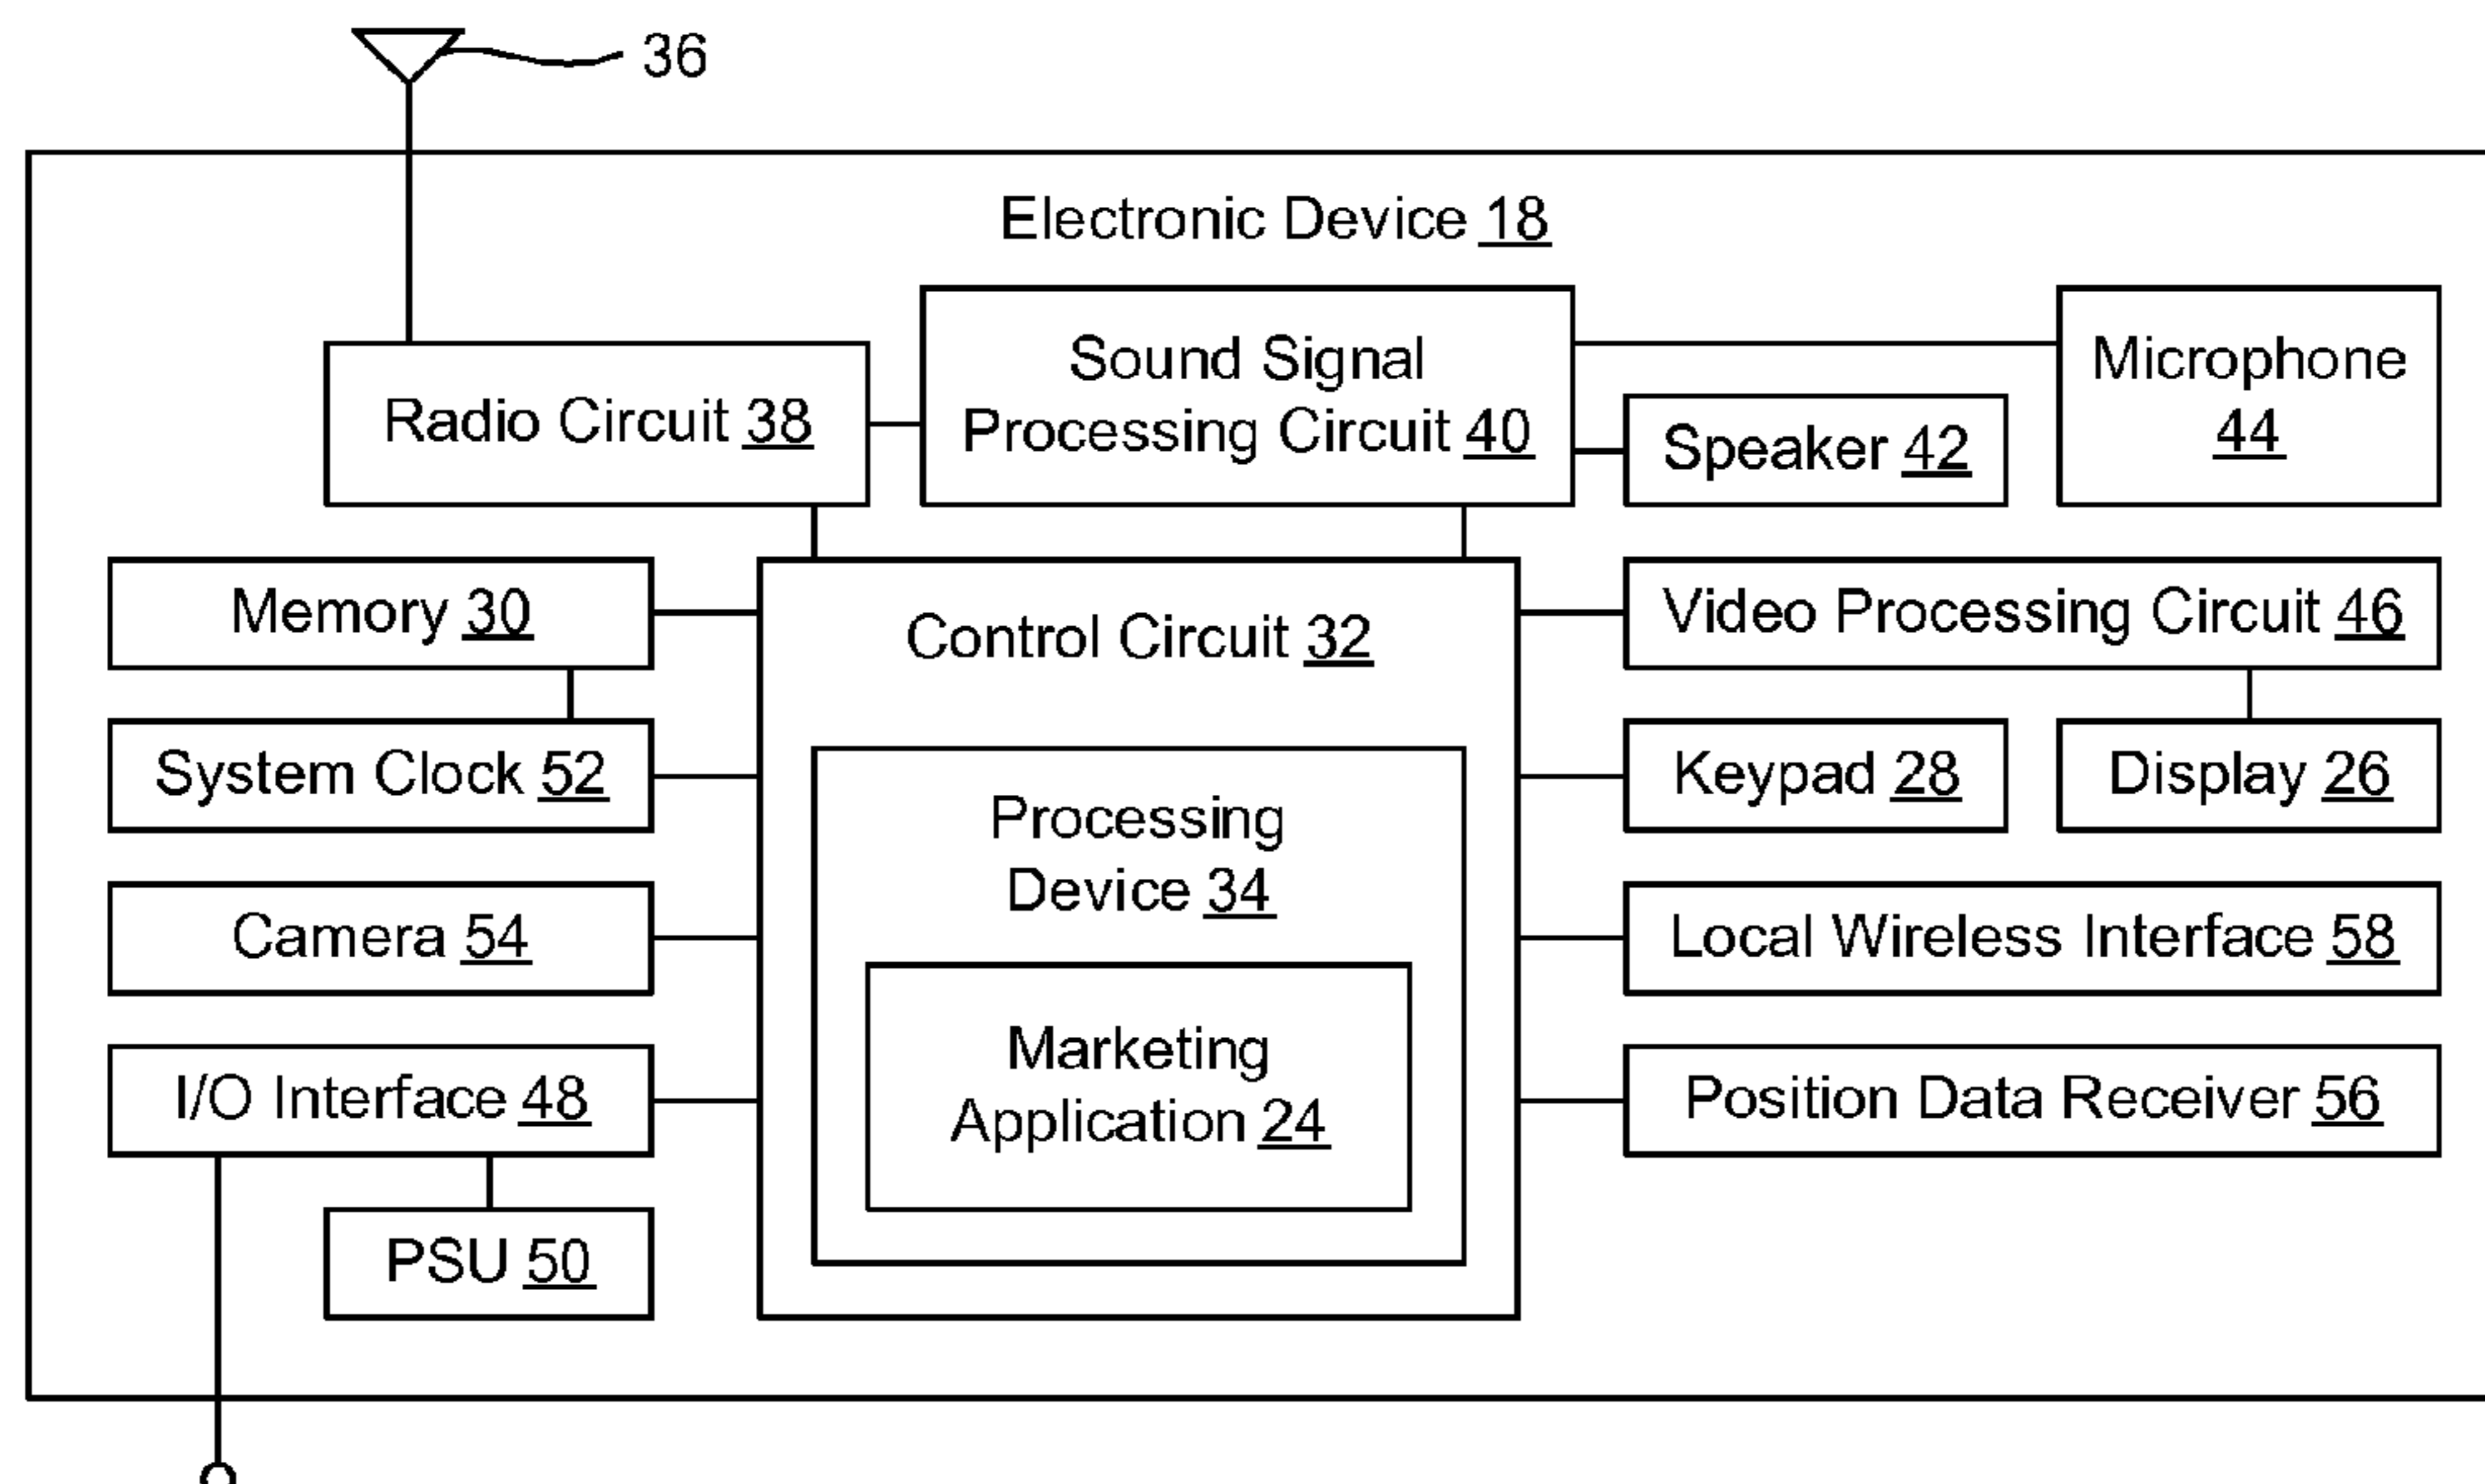 36
Electronic Device 18
Sound Signal
Processing Circuit 40
Microphone
44
Radio Circuit 38
Speaker 42
Memory 30
Control Circuit 32
Video Processing Circuit 46
System Clock 52
Keypad 28
Display 26
Processing
Device 34
Camera 54
Local Wireless Interface 58
Marketing
Application 24
I/O Interface 48
Position Data Receiver 56
PSU 50